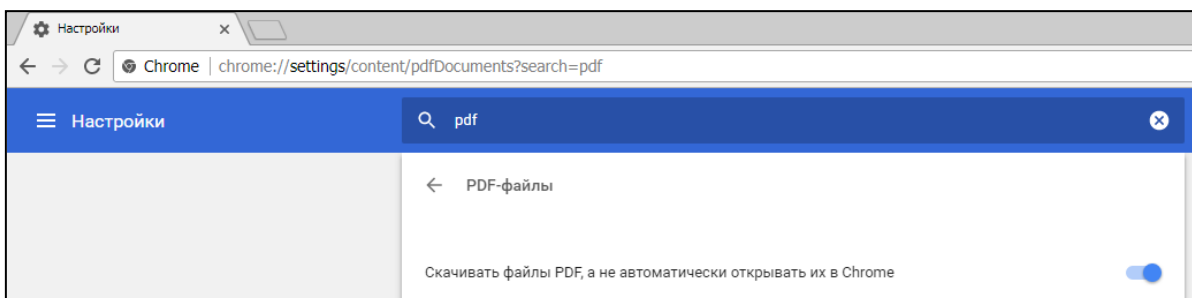 Настройки
Chrome | chrome://settings/content/pdfDocuments?search=pdf
Настройки
pdf
PDF-файлы
Скачивать файлы PDF, а не автоматически открывать их в Chrome